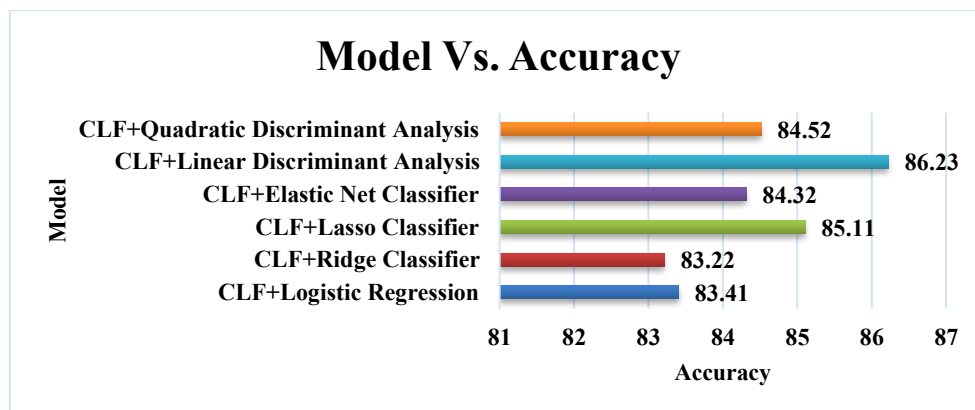 Model Vs. Accuracy
Model
CLF+Quadratic Discriminant Analysis 84.52
CLF+Linear Discriminant Analysis 86.23
CLF+Elastic Net Classifier 84.32
CLF+Lasso Classifier 85.11
CLF+Ridge Classifier 83.22
CLF+Logistic Regression 83.41
81 82 83 84 85 86 87
Accuracy